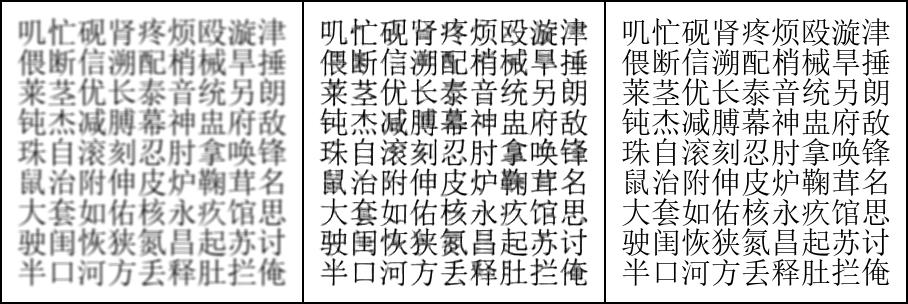 叽忙砚肾疼烦殴漩津 叽忙砚肾疼烦殴漩津 叽忙砚肾疼烦殴漩津
偎断信溯配梢械旱捶 偎断信溯配梢械旱捶 偎断信溯配梢械旱捶
莱茎优长泰音统另朗 莱茎优长泰音统另朗 莱茎优长泰音统另朗
钝杰减膊幕神蛊府敌 钝杰减膊幕神蛊府敌 钝杰减膊幕神蛊府敌
珠自滚刻忍肘拿唤锋 珠自滚刻忍肘拿唤锋 珠自滚刻忍肘拿唤锋
鼠治附伸皮炉鞠茸名 鼠治附伸皮炉鞠茸名 鼠治附伸皮炉鞠茸名
大套如佑核永疚馆思 大套如佑核永疚馆思 大套如佑核永疚馆思
驶闺恢狭氮昌起苏讨 驶闺恢狭氮昌起苏讨 驶闺恢狭氮昌起苏讨
半口河方丢释肚拦俺 半口河方丢释肚拦俺 半口河方丢释肚拦俺